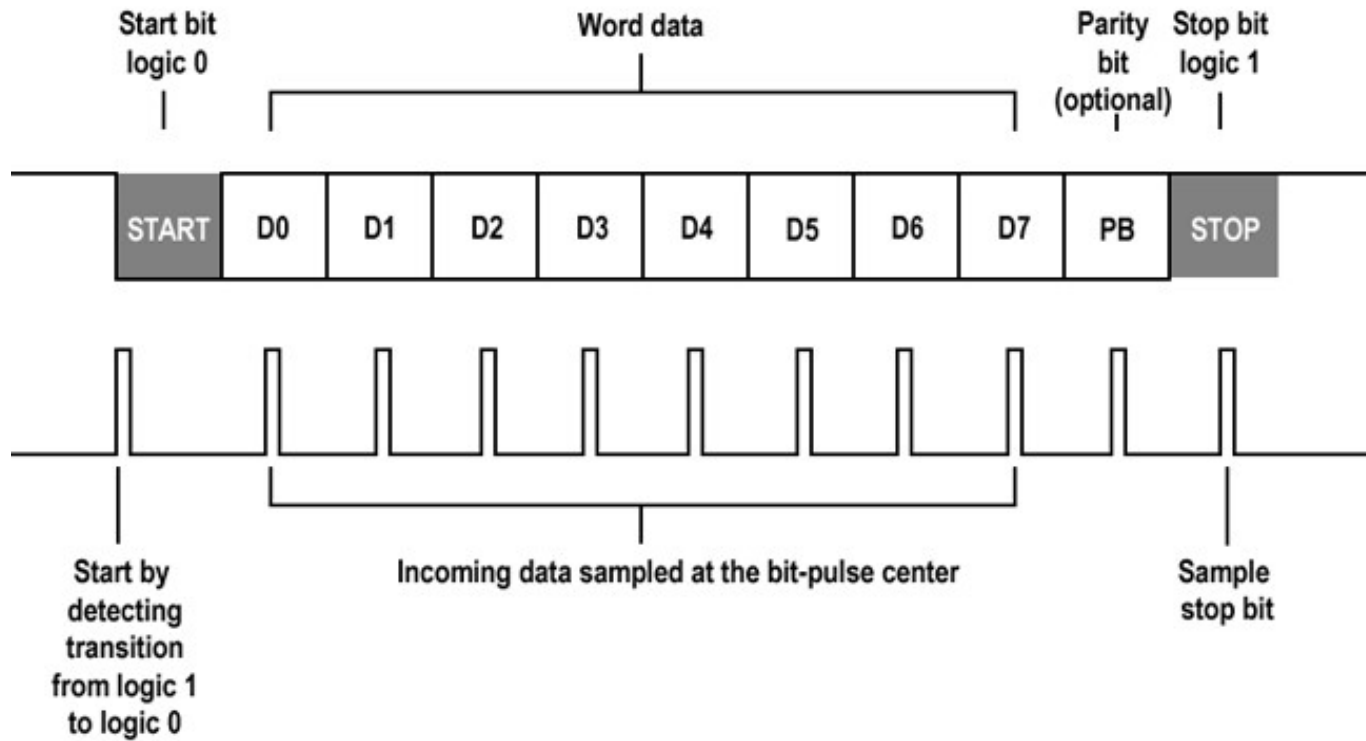 Start bit
logic 0
Word data
Parity
bit
(optional)
Stop bit
logic 1
START
D0
D1
D2
D3
D4
D5
D6
D7
PB
STOP
Start by
detecting
transition
from logic 1
to logic 0
Incoming data sampled at the bit-pulse center
Sample
stop bit